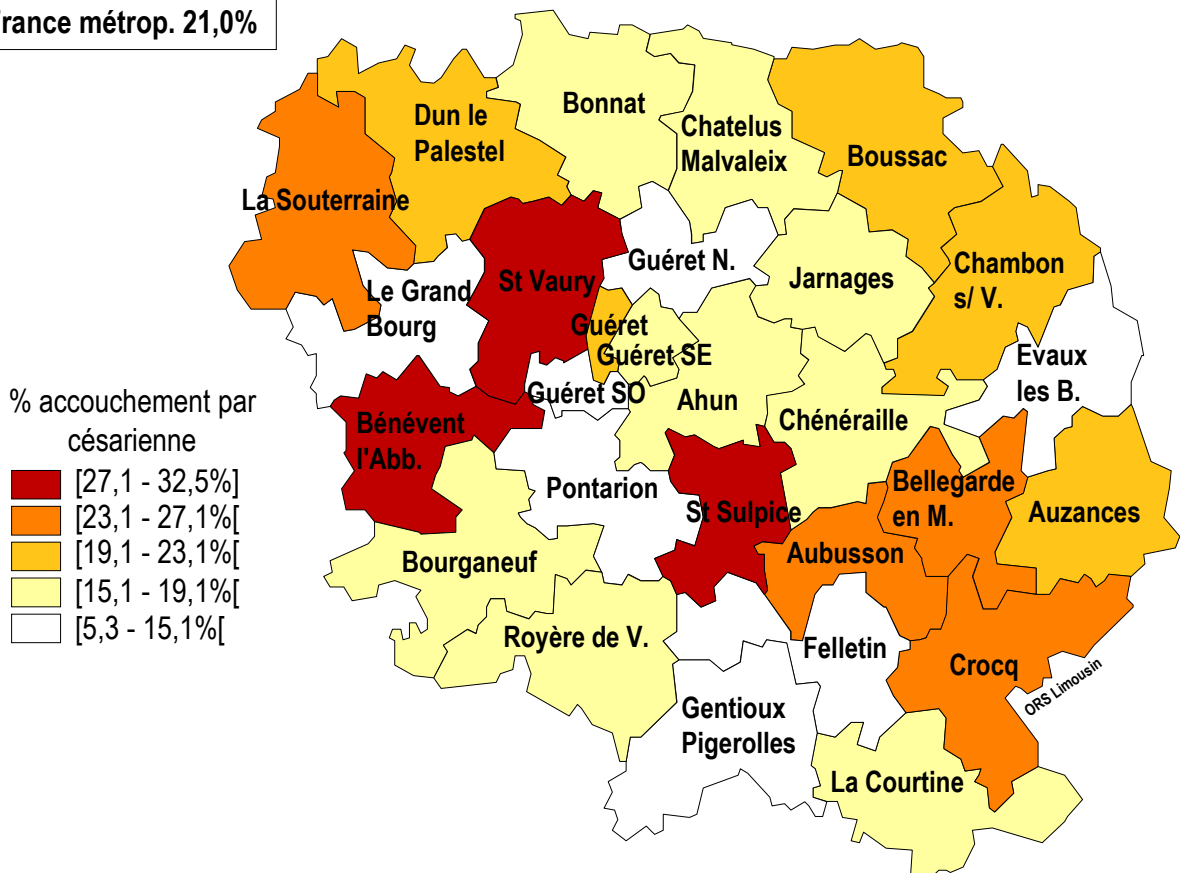 rance métrop. 21,0%
Bonnat
Dun le
Palestel
Chatelus
Malvaleix
Boussac
La Souterraine
Guéret N.
Chambon
s/ V.
St Vaury
Jarnages
Le Grand
Bourg
Guéret
Guéret SE
Evaux
les B.
Guéret SO
Ahun
Chénéraille
Bénévent
l'Abb.
Pontarion
Bellegarde
en M.
St Sulpice
Auzances
Aubusson
Bourganeuf
Royère de V.
Felletin
Crocq
ORS Limousin
Gentioux
Pigerolles
La Courtine
% accouchement par
césarienne
[27,1 - 32,5%]
[23,1 - 27,1%[
[19,1 - 23,1%[
[15,1 - 19,1%[
[5,3 - 15,1%[